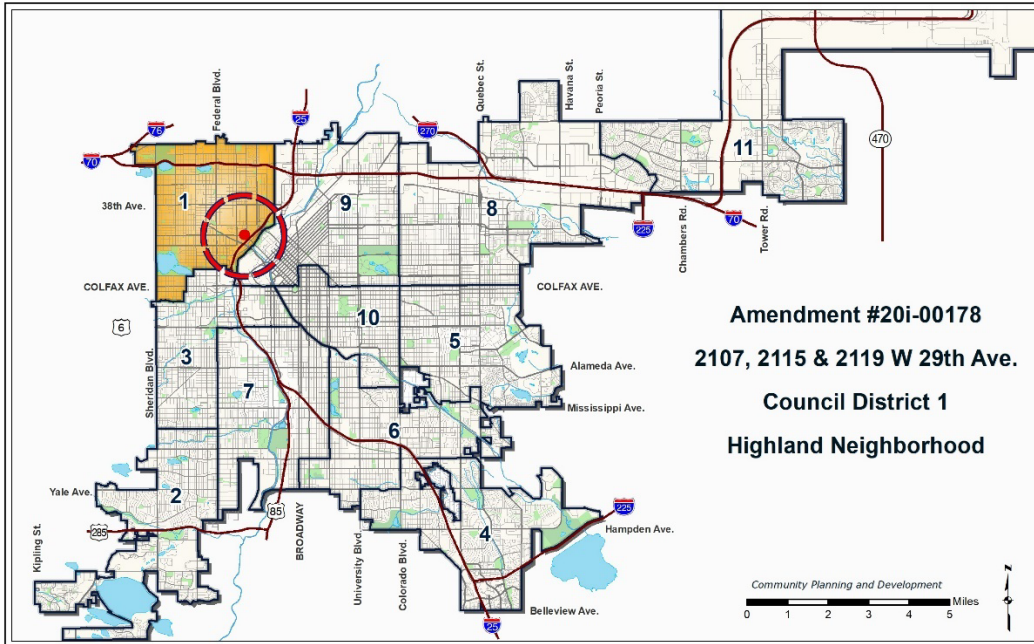 Federal Blvd.
Quebec St.
Havana St.
Peoria St.
76
25
270
70
470
11
38th Ave.
1
9
8
225
Chambers Rd.
70
Tower Rd.
COLFAX AVE.
COLFAX AVE.
6
10
5
3
7
Sheridan Blvd.
Alameda Ave.
Mississippi Ave.
6
Yale Ave.
2
285
85
BROADWAY
University Blvd.
Colorado Blvd.
4
225
Hampden Ave.
Kipling St.
25
Belleview Ave.
Amendment #20i-00178
2107, 2115 & 2119 W 29th Ave.
Council District 1
Highland Neighborhood
Community Planning and Development
Miles
0 1 2 3 4 5
N